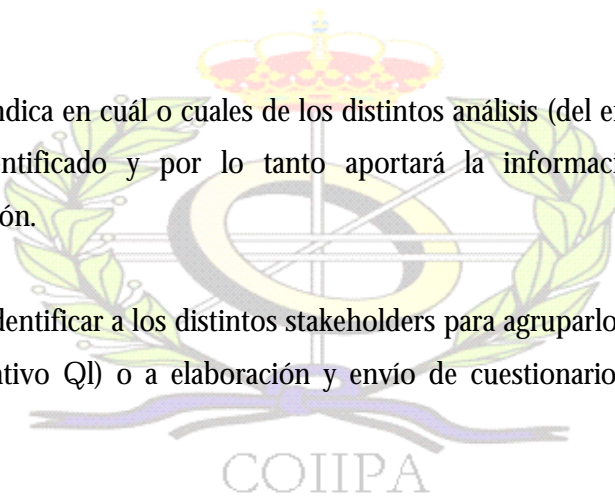 ndica en cuál o cuales de los distintos análisis (del e
entificado y por lo tanto aportará la informaci
ón.
dentificar a los distintos stakeholders para agruparlo
ativo Ql) o a elaboración y envío de cuestionario
COIIPA